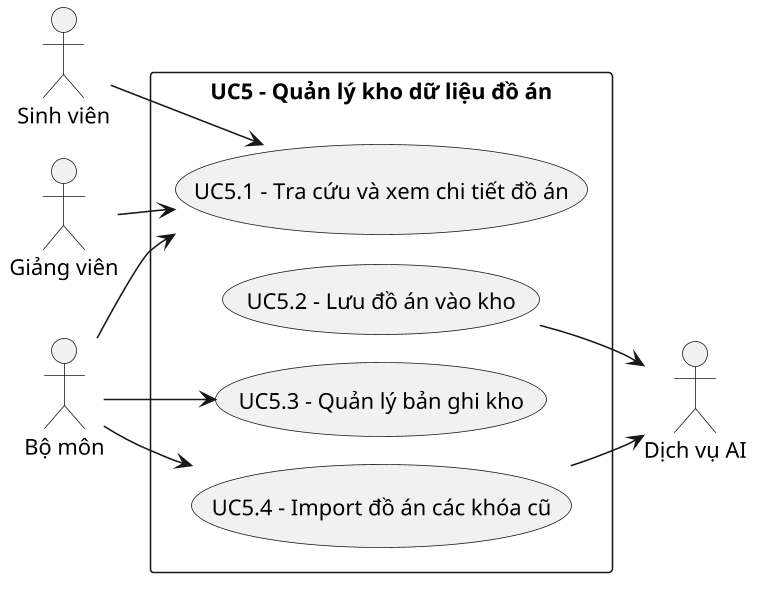 Sinh viên
UC5 - Quản lý kho dữ liệu đồ án
UC5.1 - Tra cứu và xem chi tiết đồ án
Giảng viên
UC5.2 - Lưu đồ án vào kho
UC5.3 - Quản lý bản ghi kho
Bộ môn
Dịch vụ AI
UC5.4 - Import đồ án các khóa cũ